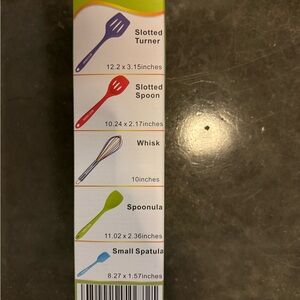 Slotted
Turner
12.2 x 3.15inches
Slotted
Spoon
10.24 x 2.17inches
Whisk
10inches
Spoonula
11.02 x 2.36inches
Small Spatula
8.27 x 1.57inches